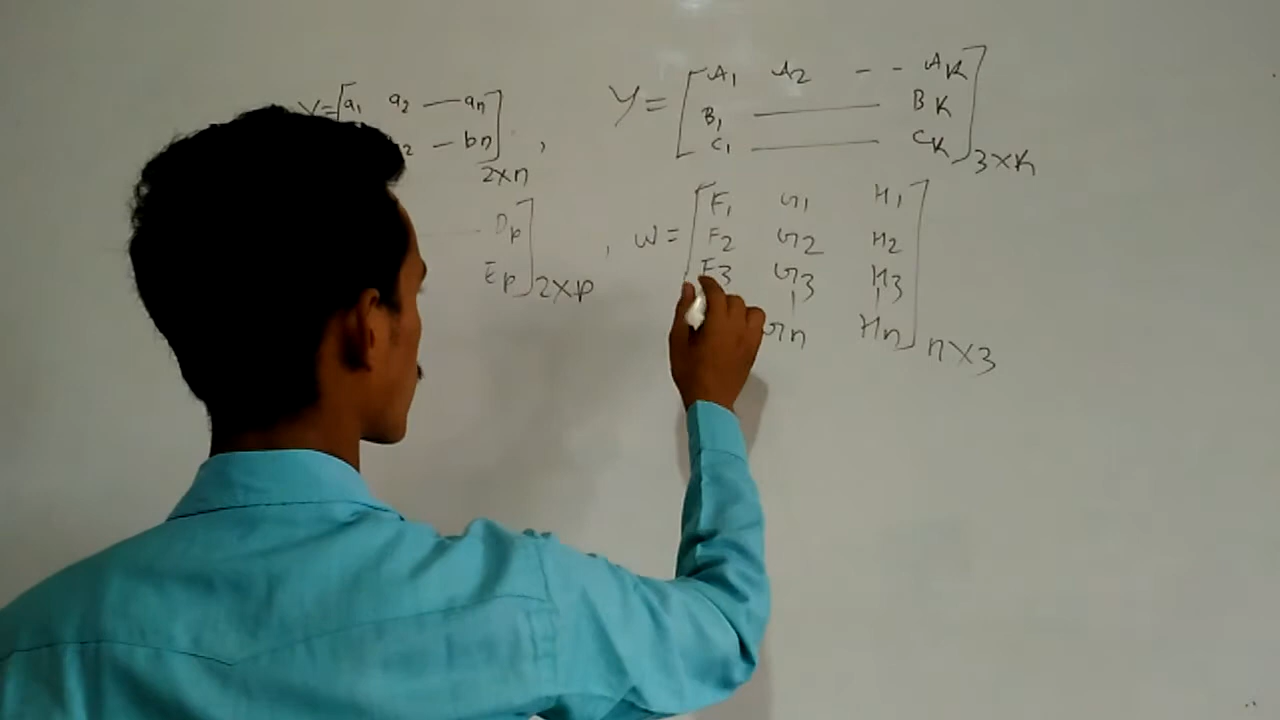 Y = [ a1 a2 — an
2 — bn ] 2×n ,
Y = [ A1 A2 - - AK
B1 —— BK
C1 —— CK ] 3×K
Dp
Ep ] 2×p ,
W = [ F1 G1 H1
F2 G2 H2
F3 G3 H3
Gn Hn ] n×3